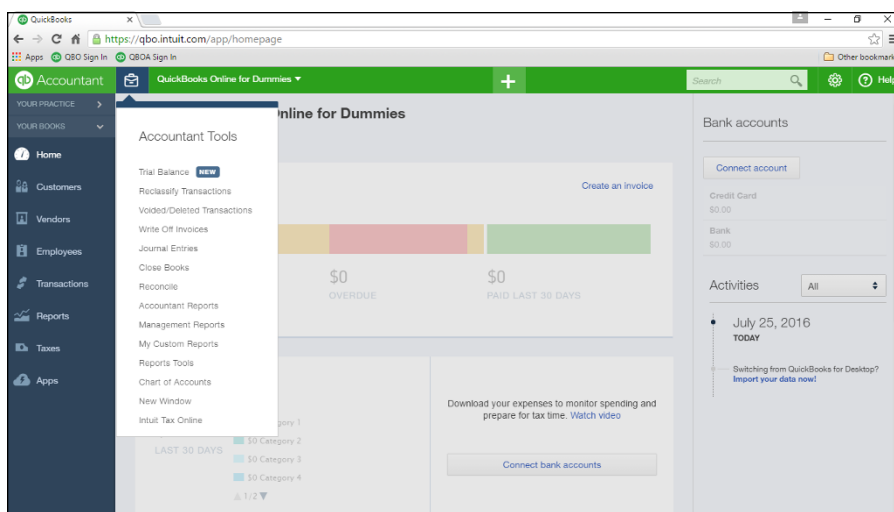 QuickBooks
https://qbo.intuit.com/app/homepage
Apps QBO Sign In QBOA Sign In Other bookmark
qb Accountant QuickBooks Online for Dummies Search Help
YOUR PRACTICE
YOUR BOOKS
Home
Customers
Vendors
Employees
Transactions
Reports
Taxes
Apps
Accountant Tools
Trial Balance NEW
Reclassify Transactions
Voided/Deleted Transactions
Write Off Invoices
Journal Entries
Close Books
Reconcile
Accountant Reports
Management Reports
My Custom Reports
Reports Tools
Chart of Accounts
New Window
Intuit Tax Online
nline for Dummies
Create an invoice
$0 $0
OVERDUE PAID LAST 30 DAYS
LAST 30 DAYS
gory 1
$0 Category 2
$0 Category 3
$0 Category 4
1/2
Download your expenses to monitor spending and
prepare for tax time. Watch video
Connect bank accounts
Bank accounts
Connect account
Credit Card
$0.00
Bank
$0.00
Activities All
July 25, 2016
TODAY
Switching from QuickBooks for Desktop?
Import your data now!